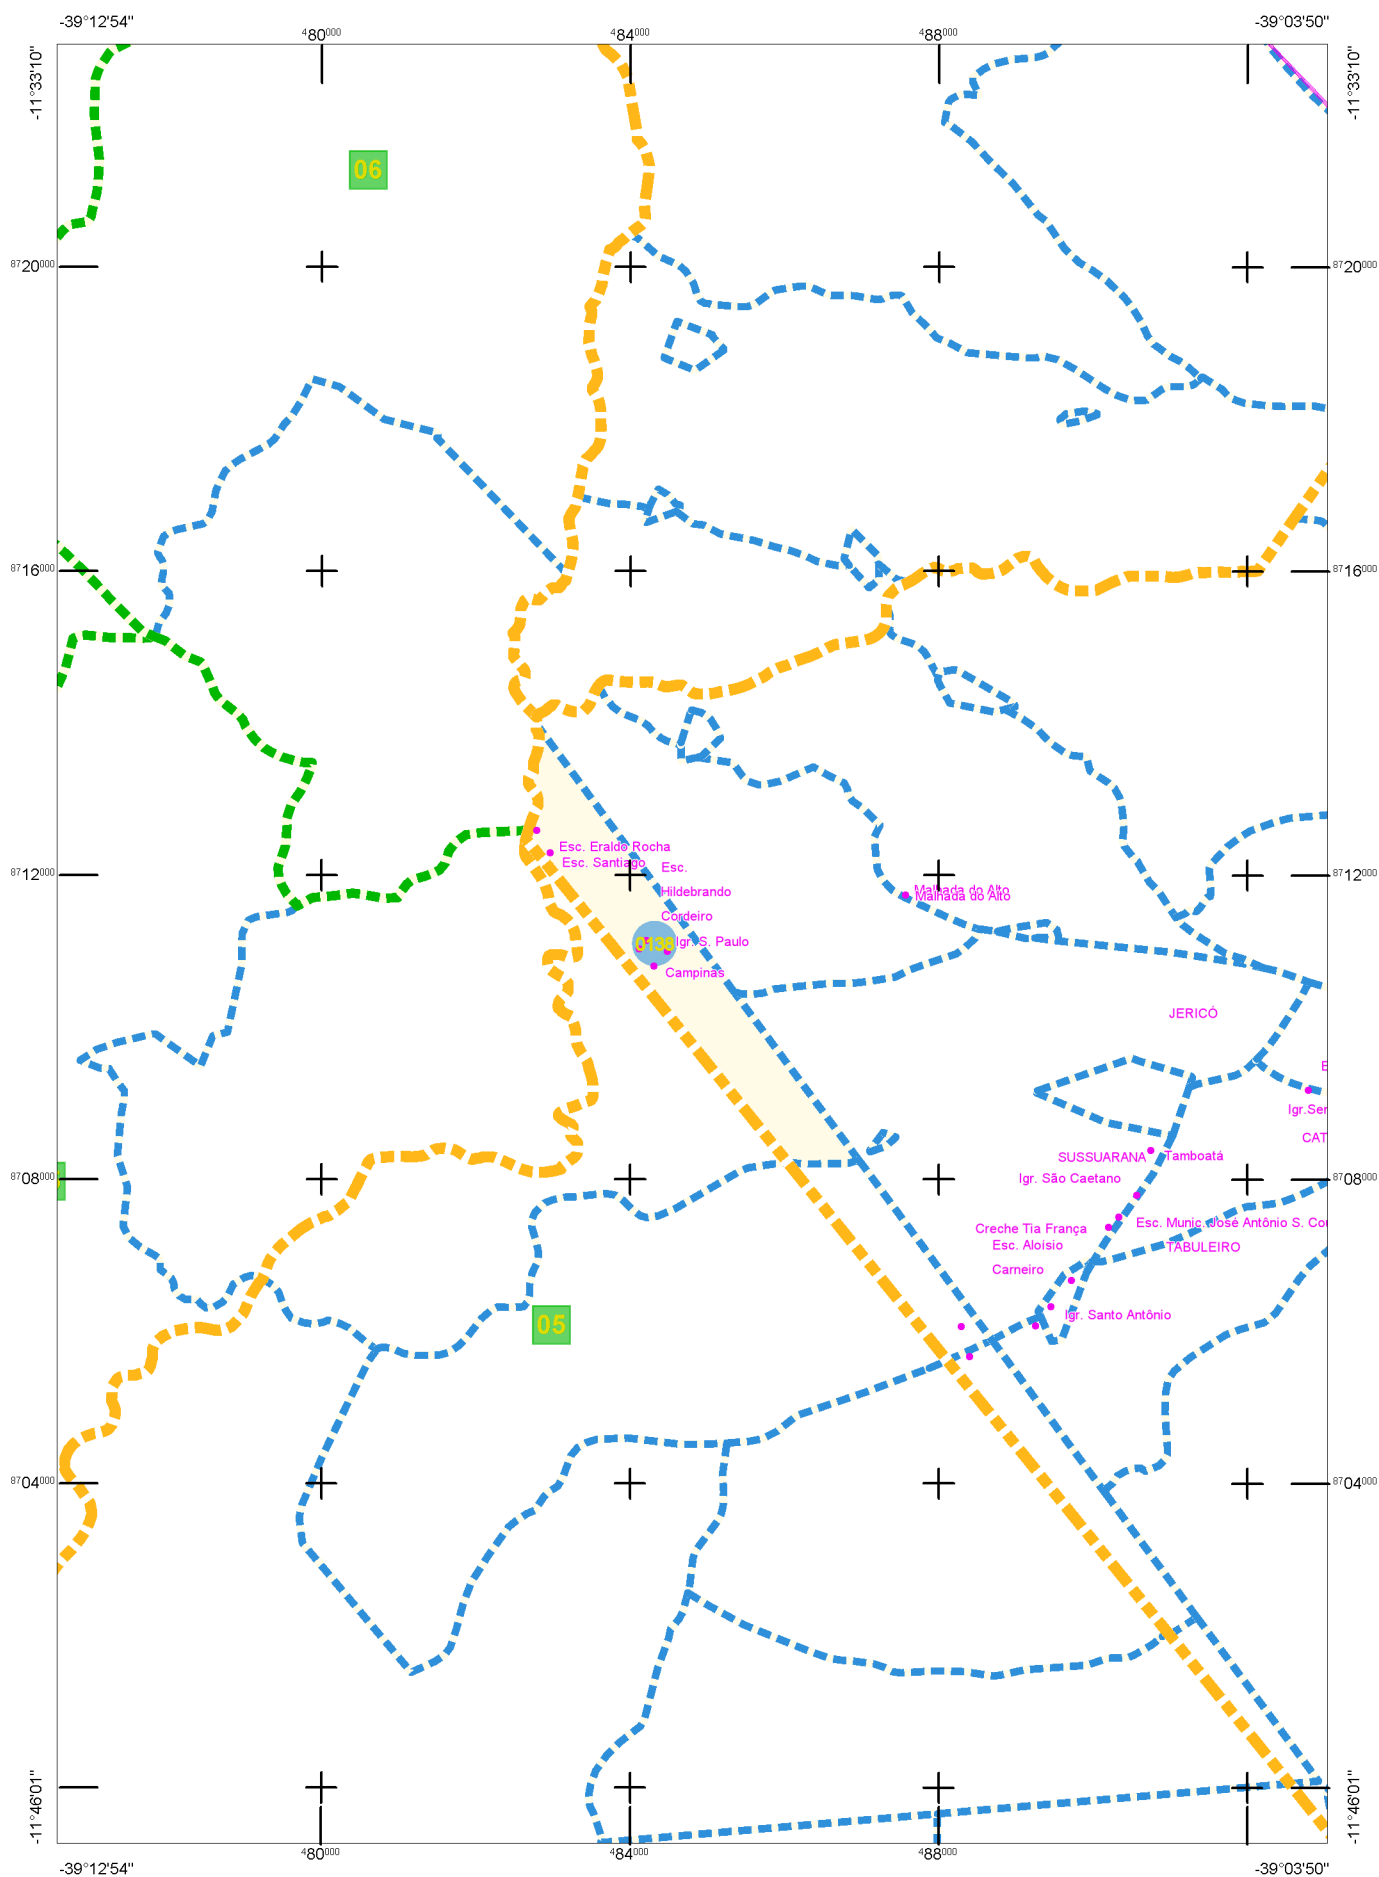 -39°12'54"
-39°03'50"
480000
484000
488000
-11°33'10"
-11°33'10"
06
8720000
8720000
8716000
8716000
Esc. Eraldo Rocha
Esc. Santiago
Esc.
Hildebrando
Cordeiro
8712000
8712000
Malhada do Alto
Malhada do Alto
0138
Igr. S. Paulo
Campinas
JERICÓ
E
Igr.Ser
CAT
SUSSUARANA
Tamboatá
8708000
8708000
Igr. São Caetano
Esc. Munic. José Antônio S. Cou
Creche Tia França
Esc. Aloísio
TABULEIRO
Carneiro
Igr. Santo Antônio
05
8704000
8704000
-11°46'01"
-11°46'01"
480000
484000
488000
-39°12'54"
-39°03'50"